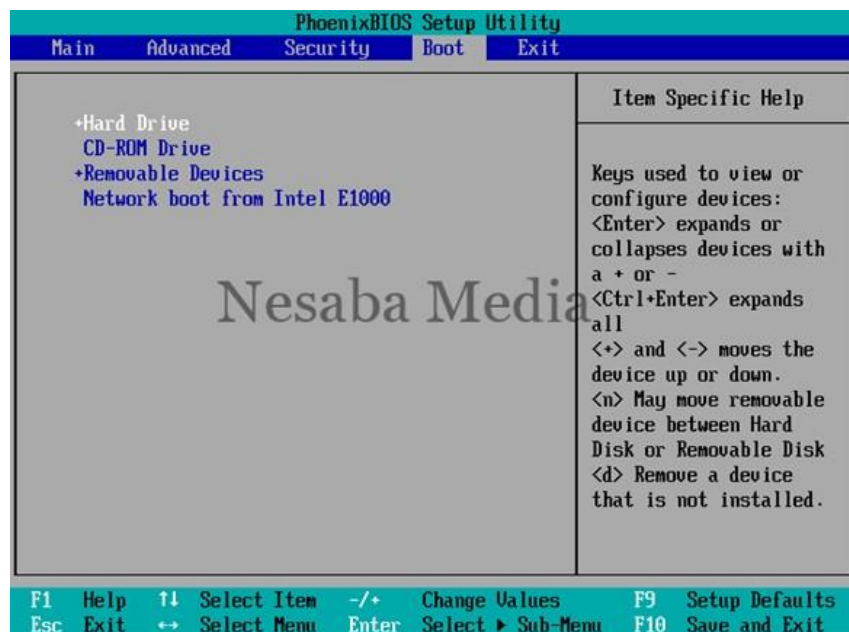 PhoenixBIOS Setup Utility
Main Advanced Security Boot Exit
+Hard Drive
CD-ROM Drive
+Removable Devices
Network boot from Intel E1000
Item Specific Help
Keys used to view or
configure devices:
<Enter> expands or
collapses devices with
a + or -
<Ctrl+Enter> expands
all
<+> and <-> moves the
device up or down.
<n> May move removable
device between Hard
Disk or Removable Disk
<d> Remove a device
that is not installed.
Nesaba Media
F1 Help ↑↓ Select Item -/+ Change Values F9 Setup Defaults
Esc Exit ↔ Select Menu Enter Select ▶ Sub-Menu F10 Save and Exit